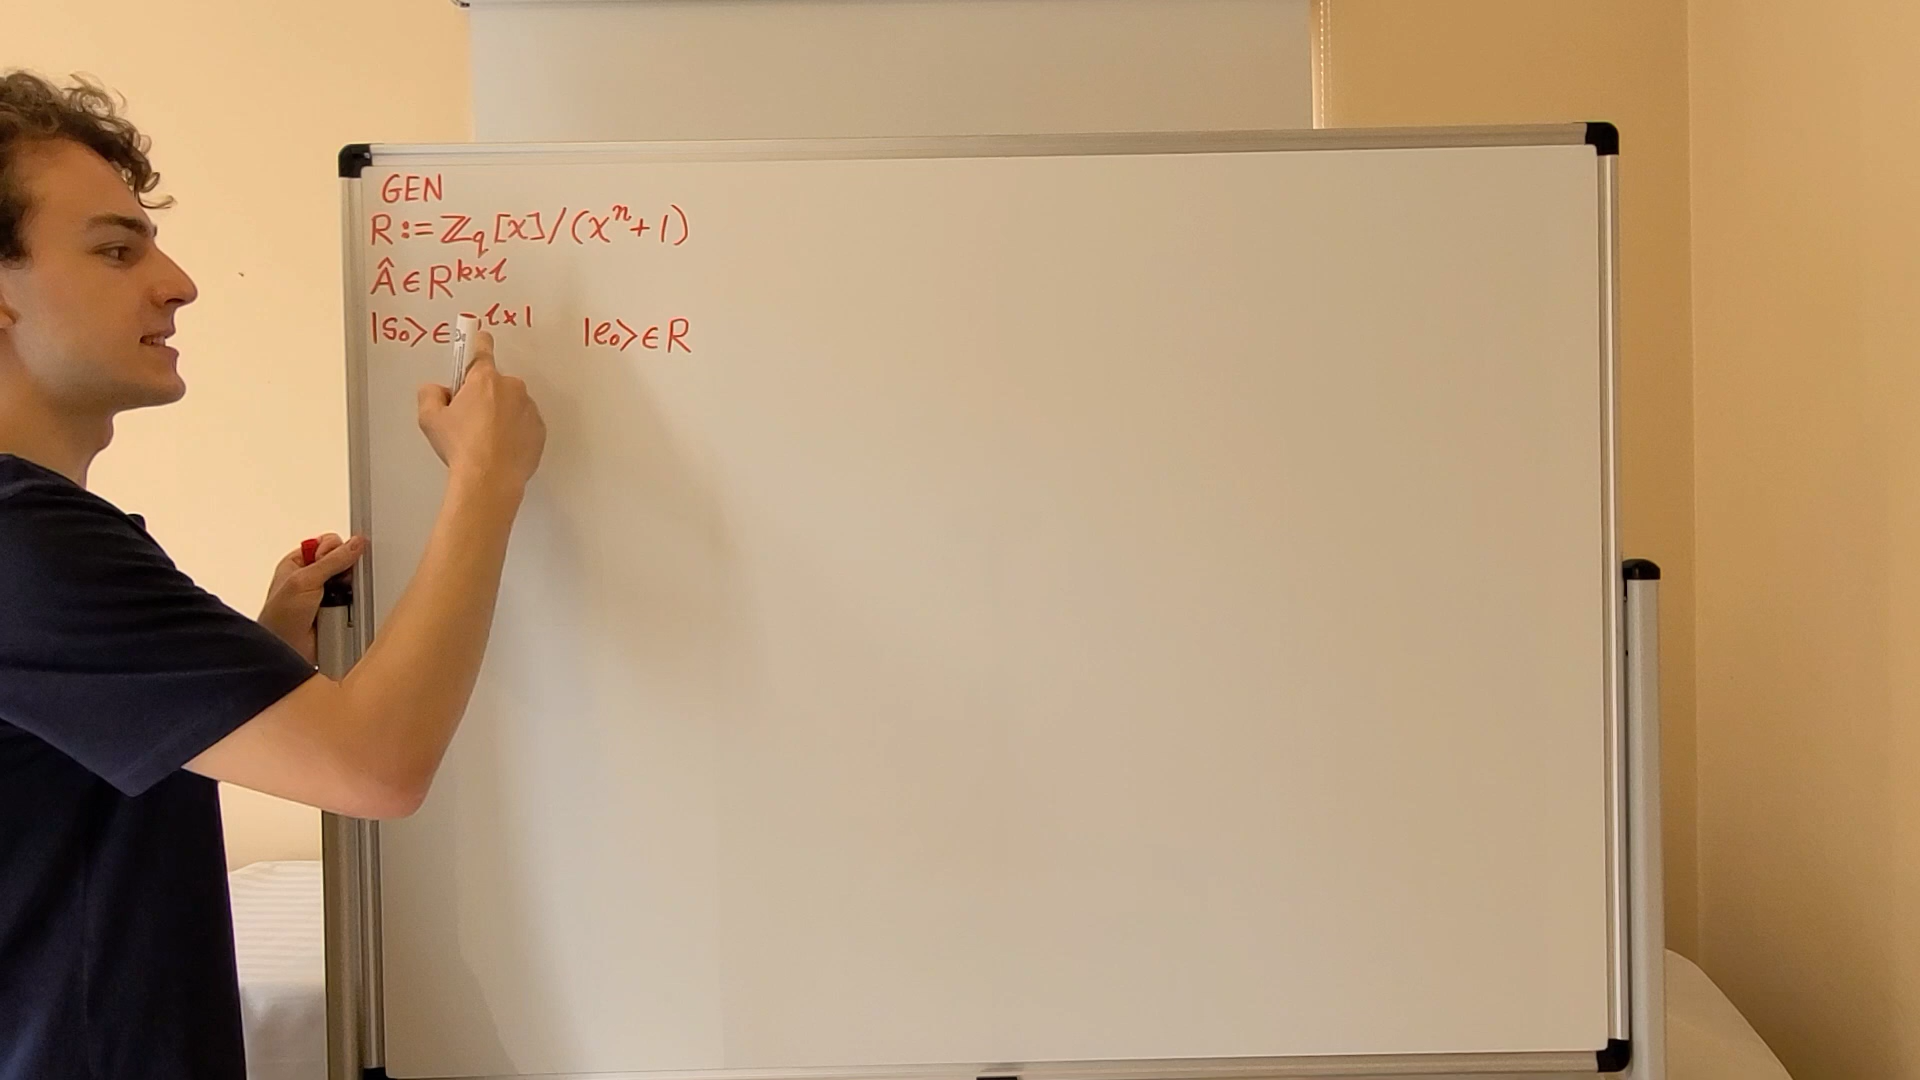 GEN
R := ℤ_q[x]/(x^n + 1)
Â ∈ R^{k×l}
|s₀⟩ ∈ ^{l×1} |e₀⟩ ∈ R